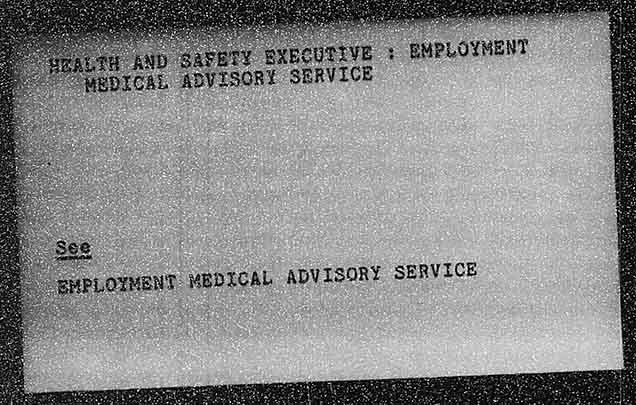 HEALTH AND SAFETY EXECUTIVE : EMPLOYMENT
MEDICAL ADVISORY SERVICE
See
EMPLOYMENT MEDICAL ADVISORY SERVICE